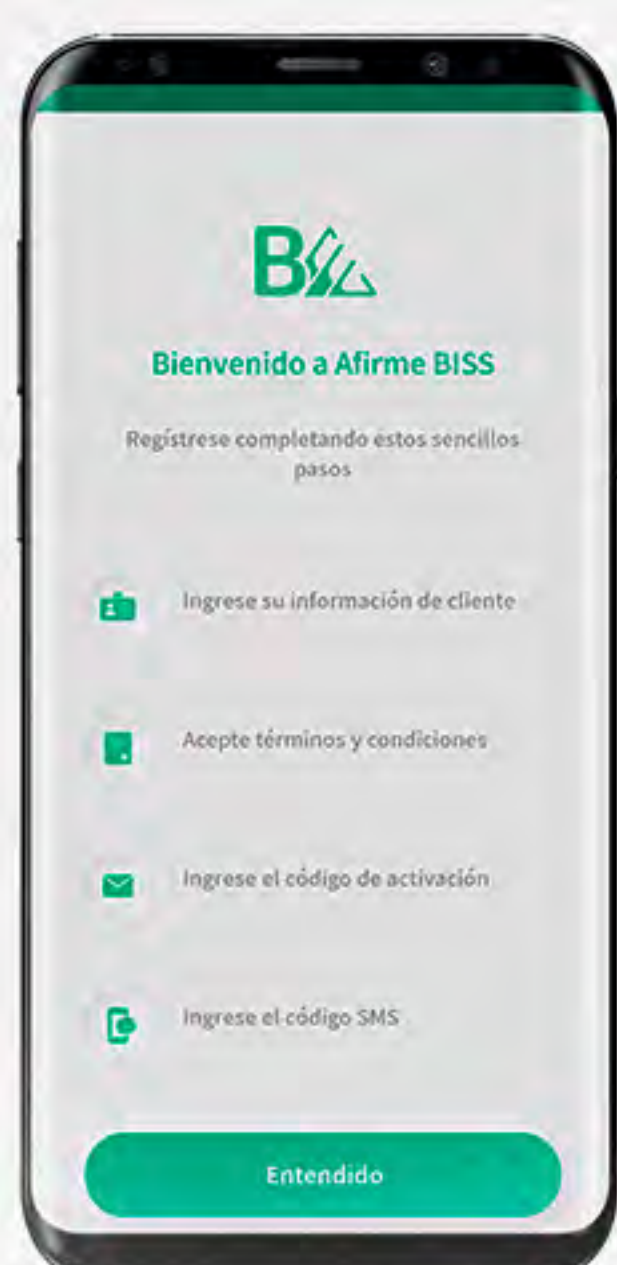 B
Bienvenido a Afirme BISS
Regístrese completando estos sencillos
pasos
Ingrese su información de cliente
Acepte términos y condiciones
Ingrese el código de activación
Ingrese el código SMS
Entendido